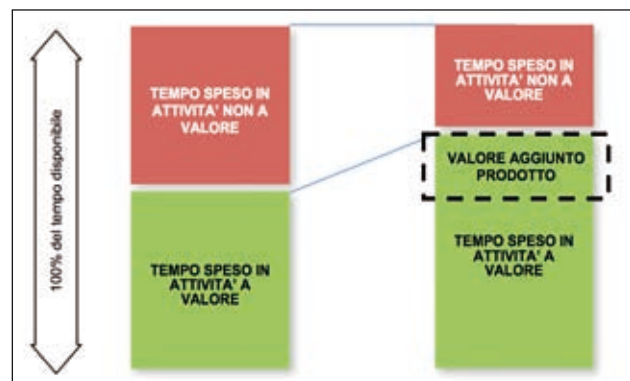 100% del tempo disponibile
TEMPO SPESO IN
ATTIVITA' NON A
VALORE
TEMPO SPESO IN
ATTIVITA' A
VALORE
TEMPO SPESO IN
ATTIVITA' NON A
VALORE
VALORE AGGIUNTO
PRODOTTO
TEMPO SPESO IN
ATTIVITA' A
VALORE